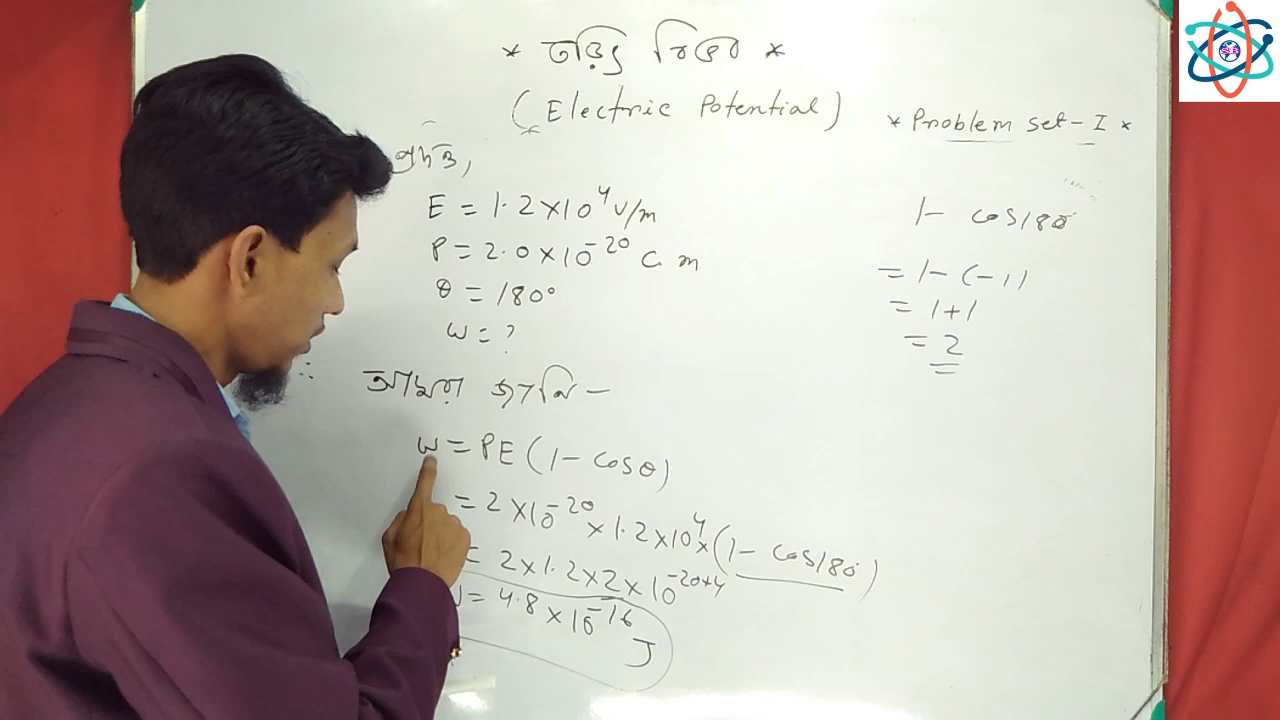 * তড়িৎ বিভব *
(Electric Potential)
* Problem set - I *
প্রদত্ত,
E = 1.2 × 10⁴ v/m
P = 2.0 × 10⁻²⁰ C m
θ = 180°
W = ?
∴ আমরা জানি -
W = PE (1 - cosθ)
= 2 × 10⁻²⁰ × 1.2 × 10⁴ × (1 - cos180°)
= 2 × 1.2 × 2 × 10⁻²⁰⁺⁴
= 4.8 × 10⁻¹⁶ J
1 - cos180°
= 1 - (-1)
= 1 + 1
= 2